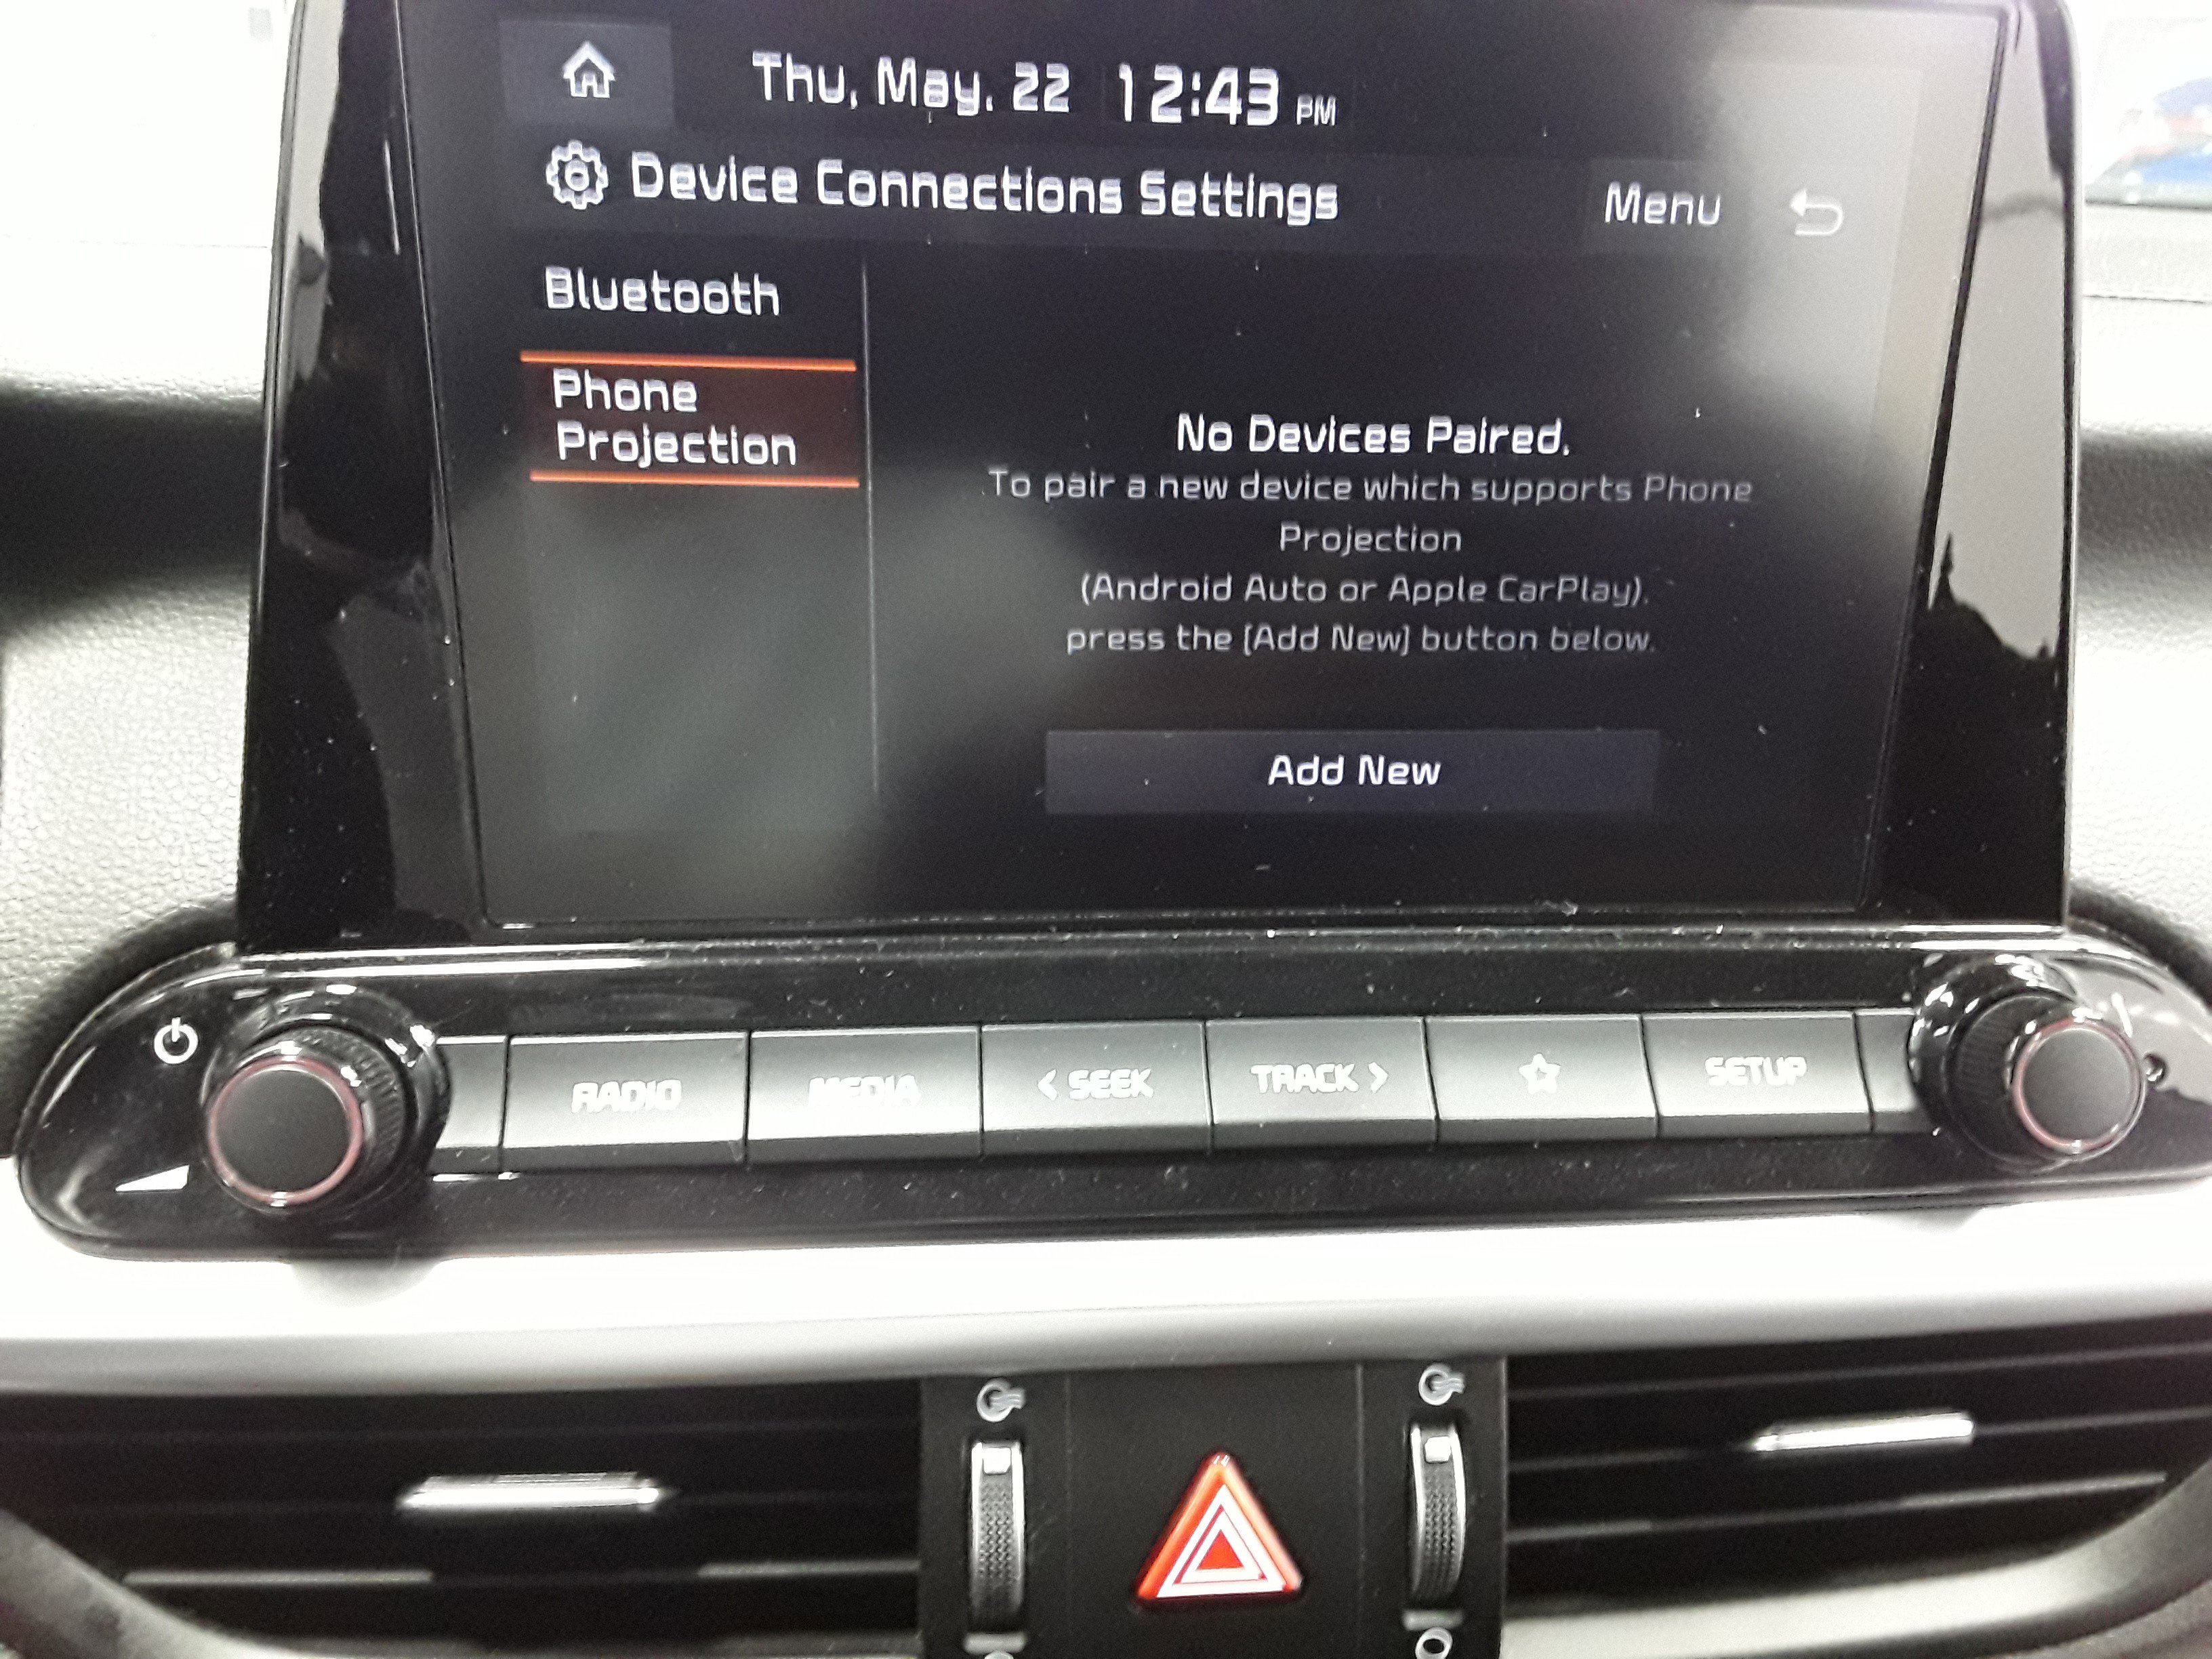 Thu, May. 22 12:43 PM
Device Connections Settings Menu
Bluetooth
Phone
Projection
No Devices Paired.
To pair a new device which supports Phone
Projection
(Android Auto or Apple CarPlay).
press the [Add New] button below.
Add New
RADIO MEDIA < SEEK TRACK > SETUP